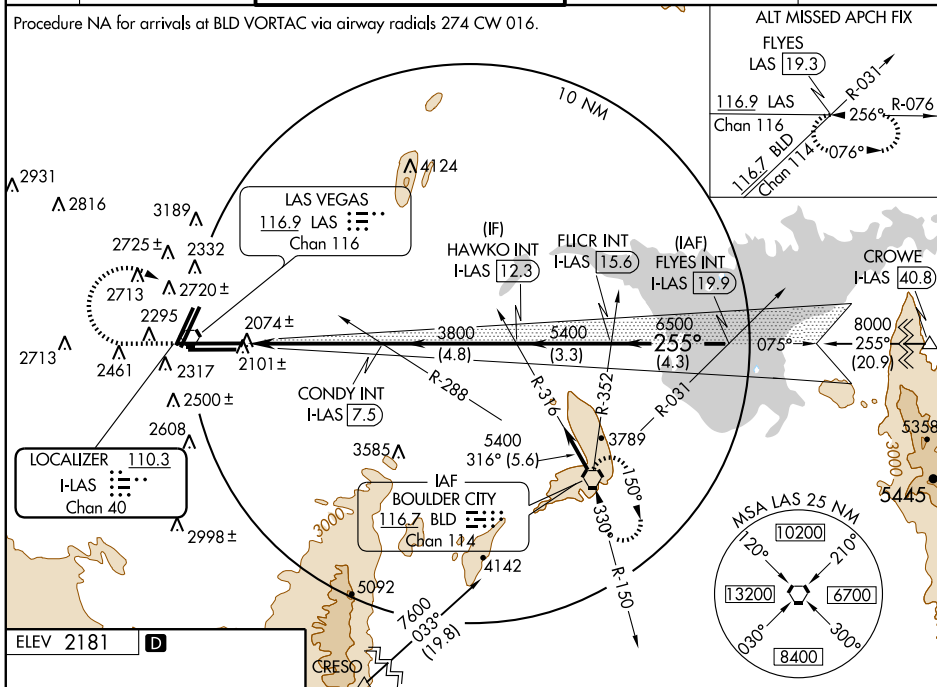 Procedure NA for arrivals at BLD VORTAC via airway radials 274 CW 016.
ALT MISSED APCH FIX
FLYES
LAS 19.3
R-031
116.9 LAS
Chan 116
256°
R-076
076°
116.7 BLD
Chan 114
10 NM
2931
2816
4124
3189
2725 ±
2332
2713
2720 ±
2295
2074 ±
2713
2461
2317
2101 ±
2500 ±
2608
2998 ±
3585
3789
4142
5092
5358
5445
3000
3000
LAS VEGAS
116.9 LAS
Chan 116
(IF)
HAWKO INT
I-LAS 12.3
FLICR INT
I-LAS 15.6
(IAF)
FLYES INT
I-LAS 19.9
CROWE
I-LAS 40.8
3800
(4.8)
5400
(3.3)
6500
255°
(4.3)
075°
8000
255°
(20.9)
CONDY INT
I-LAS 7.5
R-288
R-316
R-352
R-031
5400
316° (5.6)
LOCALIZER 110.3
I-LAS
Chan 40
IAF
BOULDER CITY
116.7 BLD
Chan 114
150°
330°
R-150
7600
033°
(19.8)
CRESO
MSA LAS 25 NM
120°
10200
210°
13200
6700
030°
300°
8400
ELEV 2181 D